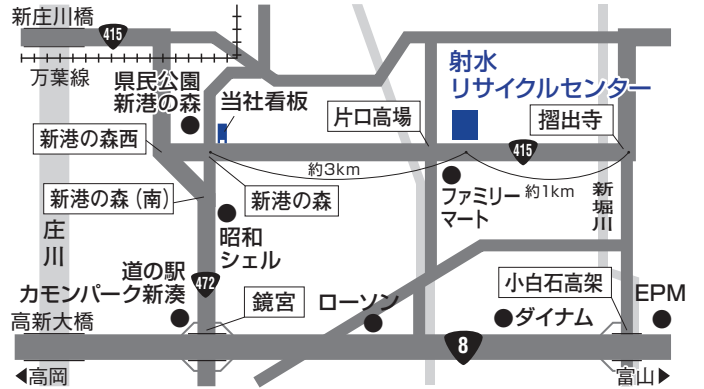 新庄川橋
415
万葉線
県民公園
新港の森
当社看板
射水
リサイクルセンター
片口高場
摺出寺
新港の森西
415
約3km
新港の森（南）
新港の森
ファミリー
マート
約1km
新堀川
庄川
昭和
シェル
道の駅
カモンパーク新湊
472
鏡宮
ローソン
小白石高架
ダイナム
EPM
高新大橋
8
◀高岡
富山▶